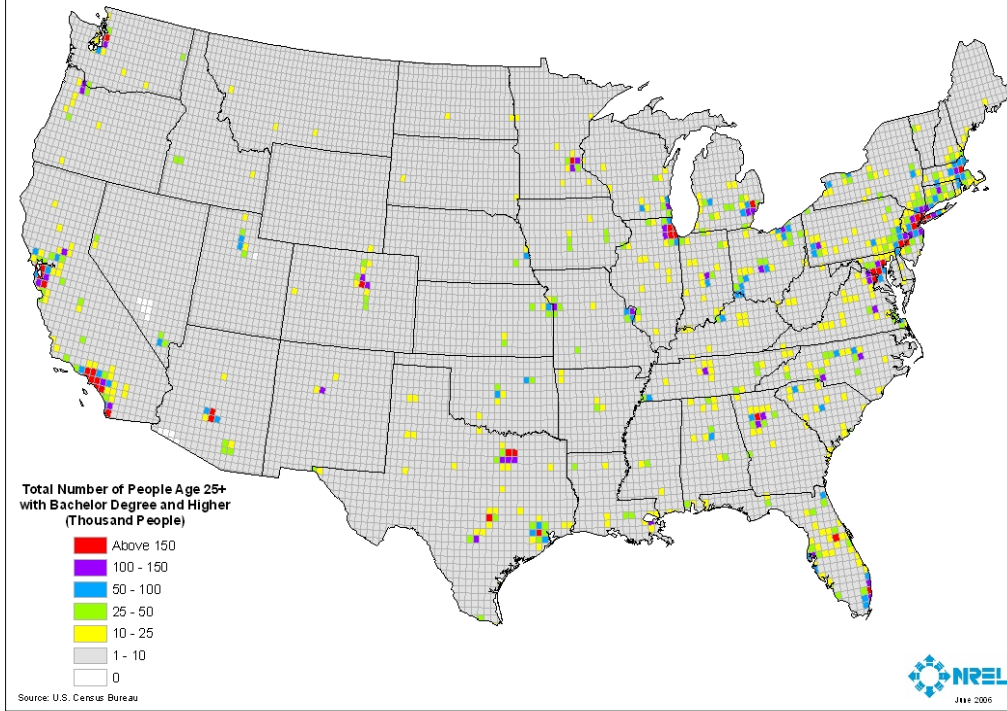 Total Number of People Age 25+
with Bachelor Degree and Higher
(Thousand People)
Above 150
100 - 150
50 - 100
25 - 50
10 - 25
1 - 10
0
Source: U.S. Census Bureau
NREL
June 2006